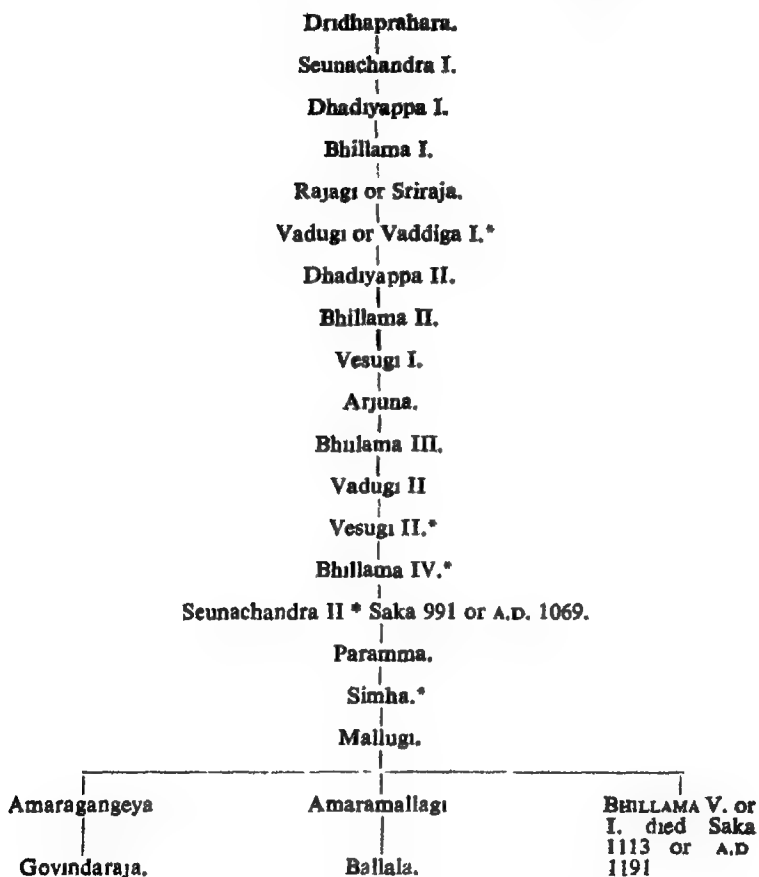 Dridhaprahara.
Seunachandra I.
Dhadiyappa I.
Bhillama I.
Rajagi or Sriraja.
Vadugi or Vaddiga I.*
Dhadiyappa II.
Bhillama II.
Vesugi I.
Arjuna.
Bhulama III.
Vadugi II
Vesugi II.*
Bhillama IV.*
Seunachandra II * Saka 991 or A.D. 1069.
Paramma.
Simha.*
Mallugi.
Amaragangeya
Govindaraja.
Amaramallagi
Ballala.
BHILLAMA V. or
I. died Saka
1113 or A.D
1191